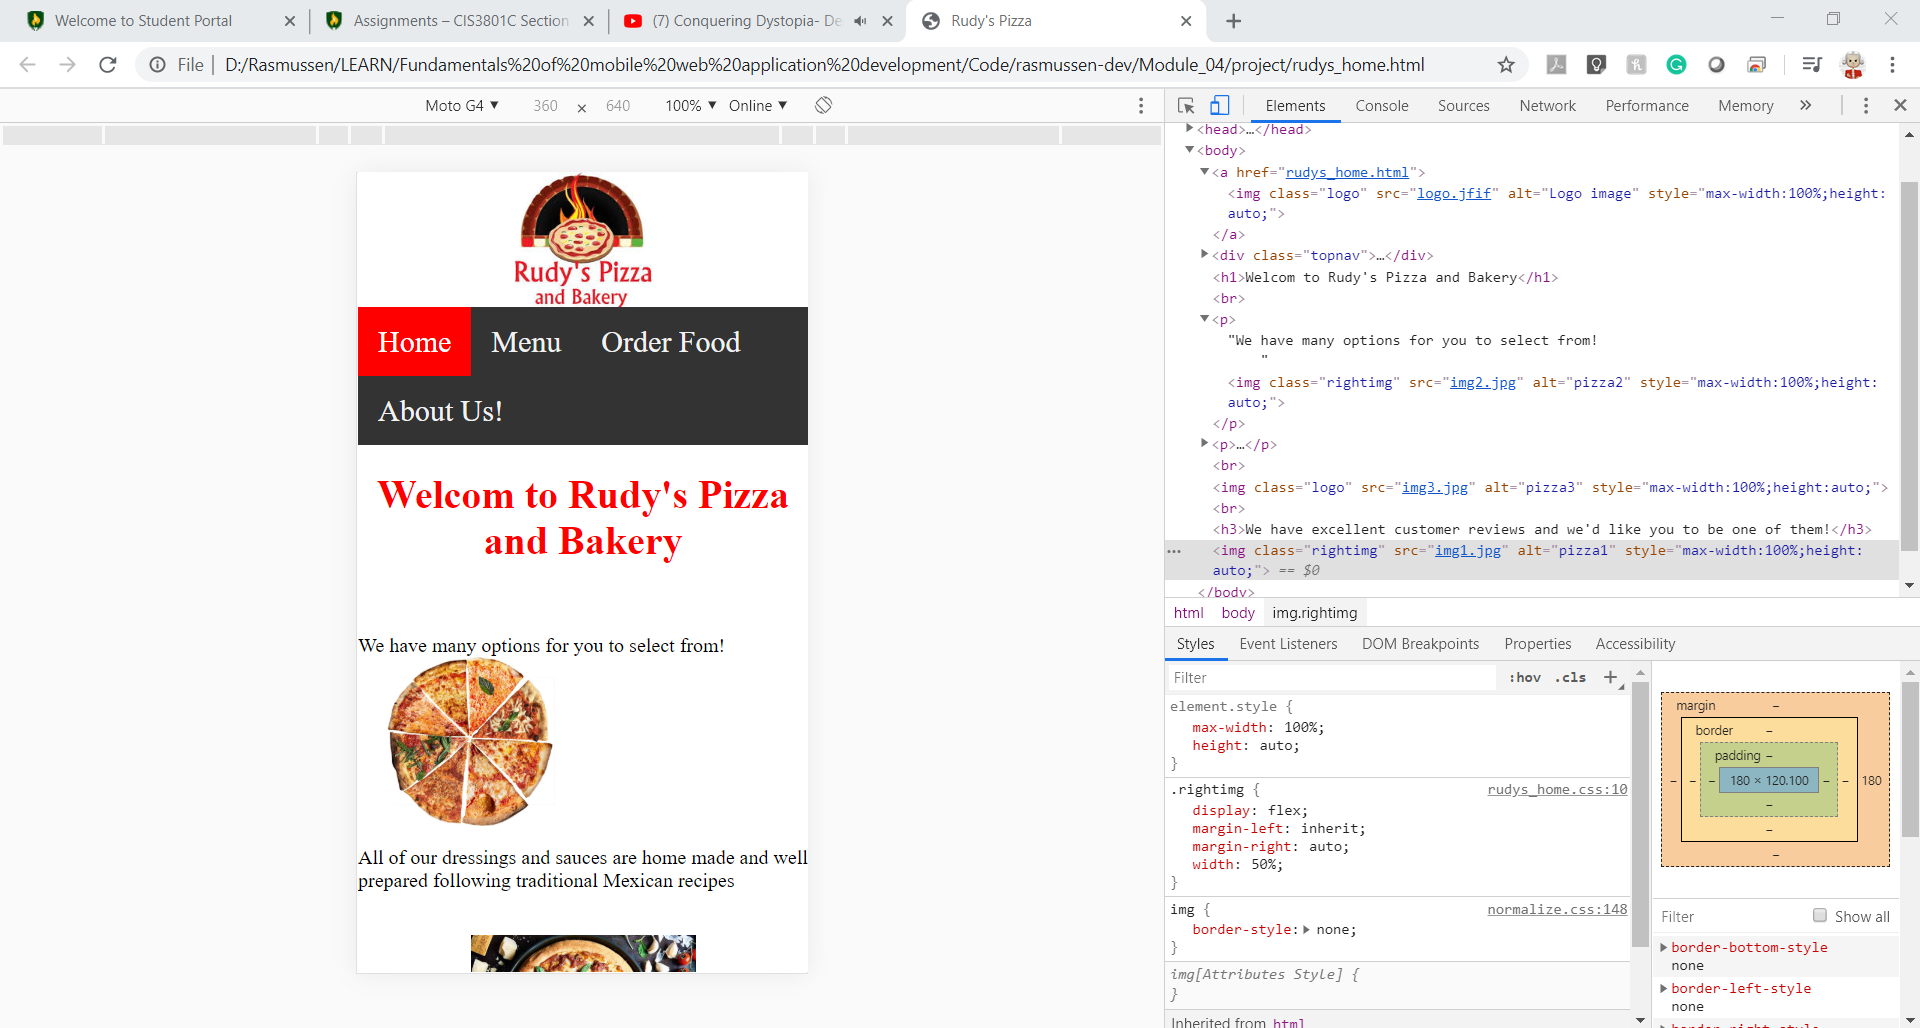 Welcome to Student Portal
Assignments – CIS3801C Section
(7) Conquering Dystopia- De
Rudy's Pizza
File
D:/Rasmussen/LEARN/Fundamentals%20of%20mobile%20web%20application%20development/Code/rasmussen-dev/Module_04/project/rudys_home.html
Moto G4 ▼ 360 × 640 100% ▼ Online ▼
Rudy's Pizza
and Bakery
Home Menu Order Food
About Us!
Welcom to Rudy's Pizza
and Bakery
We have many options for you to select from!
All of our dressings and sauces are home made and well
prepared following traditional Mexican recipes
Elements Console Sources Network Performance Memory »
<head>…</head>
<body>
<a href="rudys_home.html">
<img class="logo" src="logo.jfif" alt="Logo image" style="max-width:100%;height:
auto;">
</a>
<div class="topnav">…</div>
<h1>Welcom to Rudy's Pizza and Bakery</h1>
<br>
<p>
"We have many options for you to select from!
"
<img class="rightimg" src="img2.jpg" alt="pizza2" style="max-width:100%;height:
auto;">
</p>
<p>…</p>
<br>
<img class="logo" src="img3.jpg" alt="pizza3" style="max-width:100%;height:auto;">
<br>
<h3>We have excellent customer reviews and we'd like you to be one of them!</h3>
<img class="rightimg" src="img1.jpg" alt="pizza1" style="max-width:100%;height:
auto;"> == $0
</body>
html body img.rightimg
Styles Event Listeners DOM Breakpoints Properties Accessibility
Filter :hov .cls +
element.style {
max-width: 100%;
height: auto;
}
.rightimg { rudys_home.css:10
display: flex;
margin-left: inherit;
margin-right: auto;
width: 50%;
}
img { normalize.css:148
border-style: none;
}
img[Attributes Style] {
}
Inherited from html
margin –
border –
padding –
– – – 180 × 120.100 – – 180
–
–
–
Filter Show all
border-bottom-style
none
border-left-style
none
border-right-style